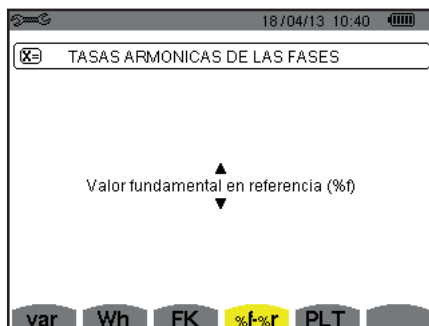 18/04/13 10:40
X= TASAS ARMONICAS DE LAS FASES
Valor fundamental en referencia (%f)
var Wh FK %f-%r PLT